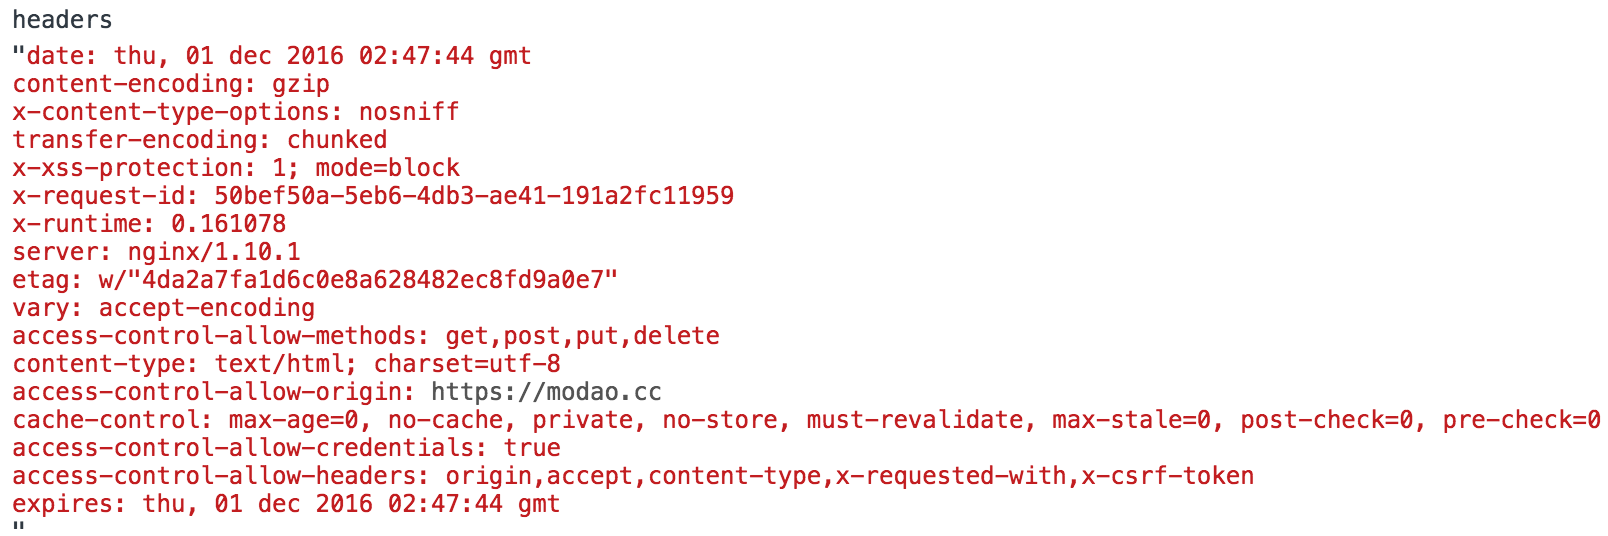 headers
"date: thu, 01 dec 2016 02:47:44 gmt
content-encoding: gzip
x-content-type-options: nosniff
transfer-encoding: chunked
x-xss-protection: 1; mode=block
x-request-id: 50bef50a-5eb6-4db3-ae41-191a2fc11959
x-runtime: 0.161078
server: nginx/1.10.1
etag: w/"4da2a7fa1d6c0e8a628482ec8fd9a0e7"
vary: accept-encoding
access-control-allow-methods: get,post,put,delete
content-type: text/html; charset=utf-8
access-control-allow-origin: https://modao.cc
cache-control: max-age=0, no-cache, private, no-store, must-revalidate, max-stale=0, post-check=0, pre-check=0
access-control-allow-credentials: true
access-control-allow-headers: origin,accept,content-type,x-requested-with,x-csrf-token
expires: thu, 01 dec 2016 02:47:44 gmt
"